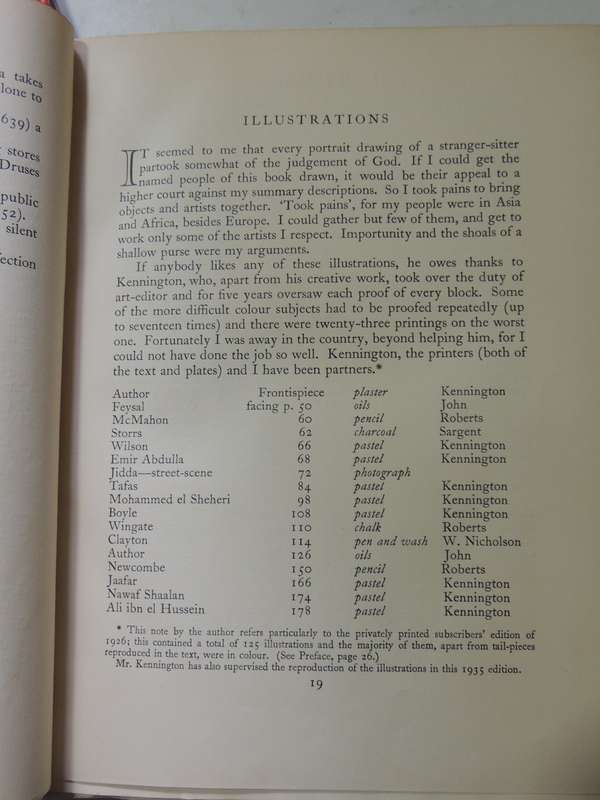 a takes
lone to
639) a
stores
Druses
public
52).
silent
fection
ILLUSTRATIONS
IT seemed to me that every portrait drawing of a stranger-sitter
partook somewhat of the judgement of God. If I could get the
named people of this book drawn, it would be their appeal to a
higher court against my summary descriptions. So I took pains to bring
objects and artists together. ‘Took pains’, for my people were in Asia
and Africa, besides Europe. I could gather but few of them, and get to
work only some of the artists I respect. Importunity and the shoals of a
shallow purse were my arguments.
If anybody likes any of these illustrations, he owes thanks to
Kennington, who, apart from his creative work, took over the duty of
art-editor and for five years oversaw each proof of every block. Some
of the more difficult colour subjects had to be proofed repeatedly (up
to seventeen times) and there were twenty-three printings on the worst
one. Fortunately I was away in the country, beyond helping him, for I
could not have done the job so well. Kennington, the printers (both of
the text and plates) and I have been partners.*
Author Frontispiece plaster Kennington
Feysal facing p. 50 oils John
McMahon 60 pencil Roberts
Storrs 62 charcoal Sargent
Wilson 66 pastel Kennington
Emir Abdulla 68 pastel Kennington
Jidda—street-scene 72 photograph
Tafas 84 pastel Kennington
Mohammed el Sheheri 98 pastel Kennington
Boyle 108 pastel Kennington
Wingate 110 chalk Roberts
Clayton 114 pen and wash W. Nicholson
Author 126 oils John
Newcombe 150 pencil Roberts
Jaafar 166 pastel Kennington
Nawaf Shaalan 174 pastel Kennington
Ali ibn el Hussein 178 pastel Kennington
* This note by the author refers particularly to the privately printed subscribers’ edition of
1926; this contained a total of 125 illustrations and the majority of them, apart from tail-pieces
reproduced in the text, were in colour. (See Preface, page 26.)
Mr. Kennington has also supervised the reproduction of the illustrations in this 1935 edition.
19